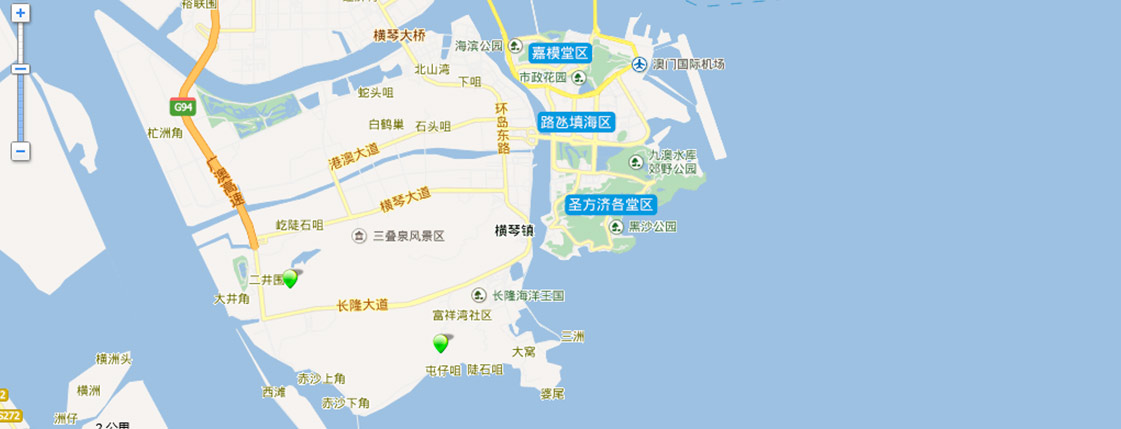 裕联围
横琴大桥
海滨公园
嘉模堂区
北山湾
下咀
市政花园
澳门国际机场
蛇头咀
G94
环岛东路
杧洲角
白鹤巢
石头咀
路氹填海区
港澳大道
九澳水库
郊野公园
澳高速
横琴大道
圣方济各堂区
屹陡石咀
三叠泉风景区
横琴镇
黑沙公园
二井围
大井角
长隆大道
长隆海洋王国
富祥湾社区
三洲
大窝
横洲头
屯仔咀
陡石咀
赤沙上角
横洲
西滩
婆尾
赤沙下角
S272
洲仔
2 公里